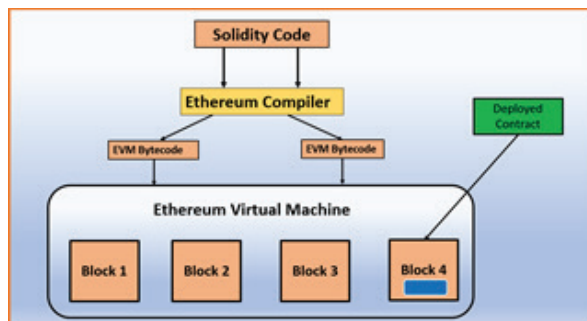 Solidity Code
Ethereum Compiler
Deployed
Contract
EVM Bytecode
EVM Bytecode
Ethereum Virtual Machine
Block 1
Block 2
Block 3
Block 4